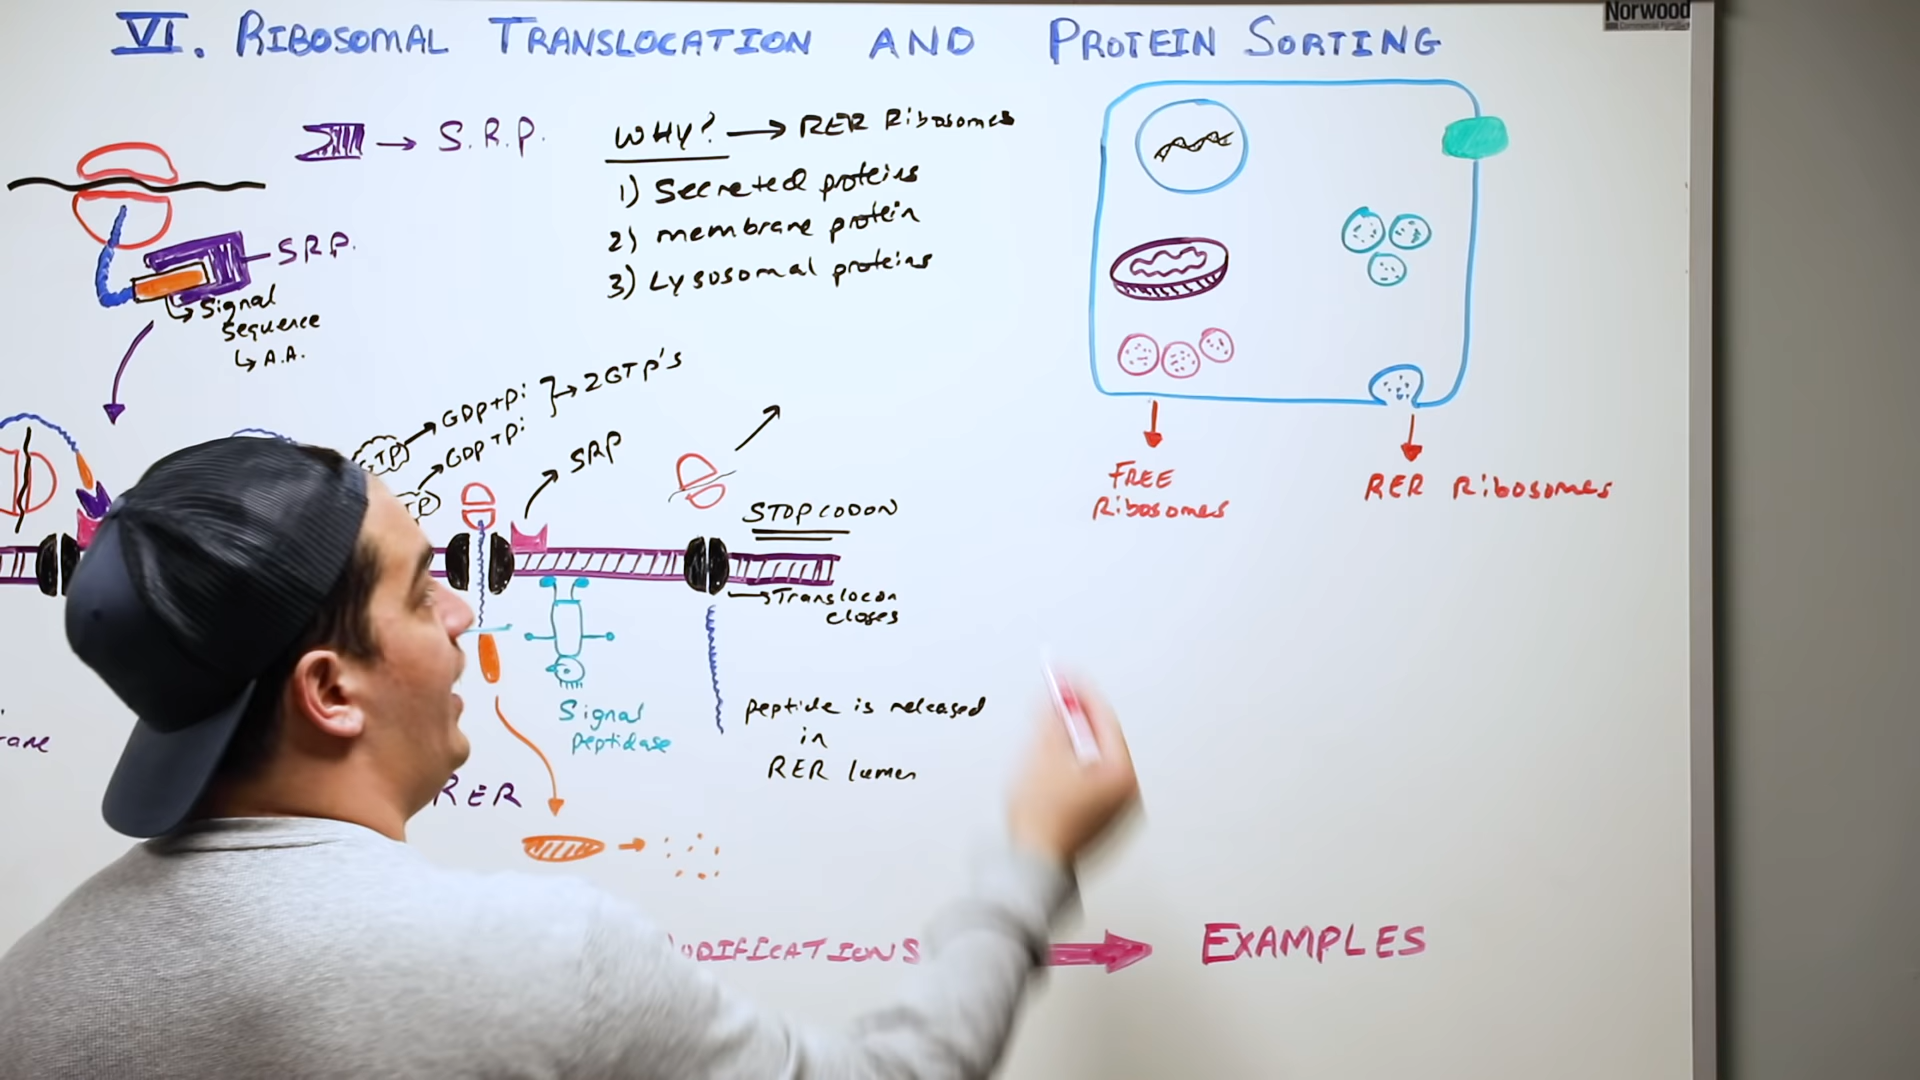 VI. RIBOSOMAL TRANSLOCATION AND PROTEIN SORTING
Norwood
→ S.R.P.
SRP.
Signal
Sequence
↳ A.A.
WHY? → RER Ribosomes
1) Secreted proteins
2) membrane protein
3) Lysosomal proteins
GTP
GDP+Pi
GDP+Pi
→ 2GTP's
SRP
STOP CODON
Translocon
closes
Signal
peptidase
peptide is released
in
RER lumen
RER
FREE
Ribosomes
RER Ribosomes
EXAMPLES